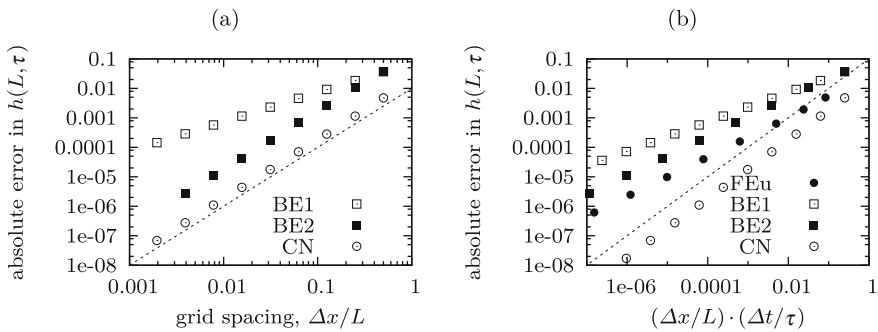 (a)
absolute error in h(L, τ)
0.1
0.01
0.001
0.0001
1e-05
1e-06
1e-07
1e-08
BE1
BE2
CN
0.001 0.01 0.1 1
grid spacing, Δx/L
(b)
absolute error in h(L, τ)
0.1
0.01
0.001
0.0001
1e-05
1e-06
1e-07
1e-08
FEu
BE1
BE2
CN
1e-06 0.0001 0.01 1
(Δx/L) · (Δt/τ)